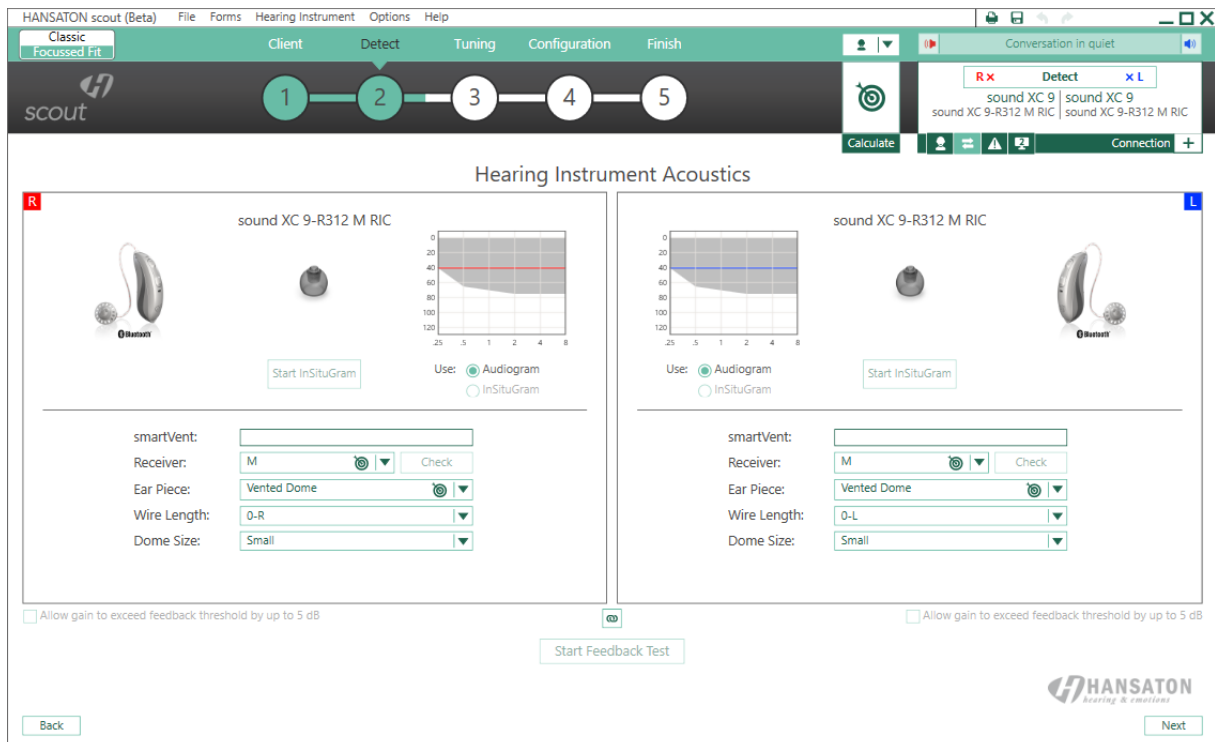 HANSATON scout (Beta) File Forms Hearing Instrument Options Help
Classic
Focussed Fit
Client Detect Tuning Configuration Finish
Conversation in quiet
scout
1 2 3 4 5
R× Detect ×L
sound XC 9 | sound XC 9
sound XC 9-R312 M RIC | sound XC 9-R312 M RIC
Calculate
2
Connection +
Hearing Instrument Acoustics
R
sound XC 9-R312 M RIC
0
20
40
60
80
100
120
.25 .5 1 2 4 8
Bluetooth
Start InSituGram
Use: Audiogram
InSituGram
smartVent:
Receiver: M Check
Ear Piece: Vented Dome
Wire Length: 0-R
Dome Size: Small
L
sound XC 9-R312 M RIC
0
20
40
60
80
100
120
.25 .5 1 2 4 8
Bluetooth
Use: Audiogram
InSituGram
Start InSituGram
smartVent:
Receiver: M Check
Ear Piece: Vented Dome
Wire Length: 0-L
Dome Size: Small
Allow gain to exceed feedback threshold by up to 5 dB
Allow gain to exceed feedback threshold by up to 5 dB
Start Feedback Test
HANSATON
hearing & emotions
Back
Next